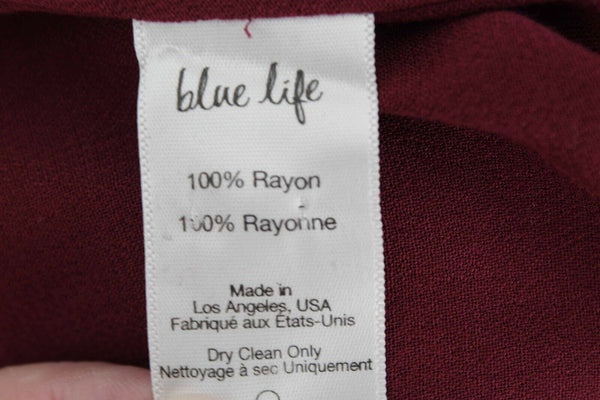 blue life
100% Rayon
100% Rayonne
Made in
Los Angeles, USA
Fabriqué aux États-Unis
Dry Clean Only
Nettoyage à sec Uniquement